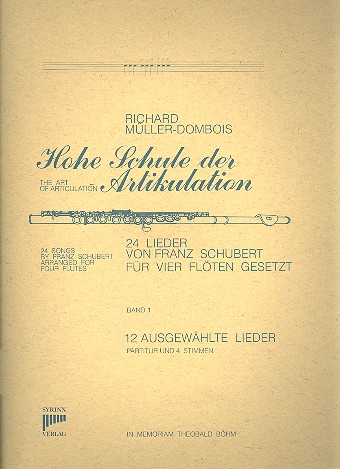 RICHARD
MÜLLER-DOMBOIS
Hohe Schule der
THE ART
OF ARTICULATION
Artikulation
24 SONGS
BY FRANZ SCHUBERT
ARRANGED FOR
FOUR FLUTES
24 LIEDER
VON FRANZ SCHUBERT
FÜR VIER FLÖTEN GESETZT
BAND 1
12 AUSGEWÄHLTE LIEDER
PARTITUR UND 4 STIMMEN
SYRINX
VERLAG
IN MEMORIAM THEOBALD BÖHM